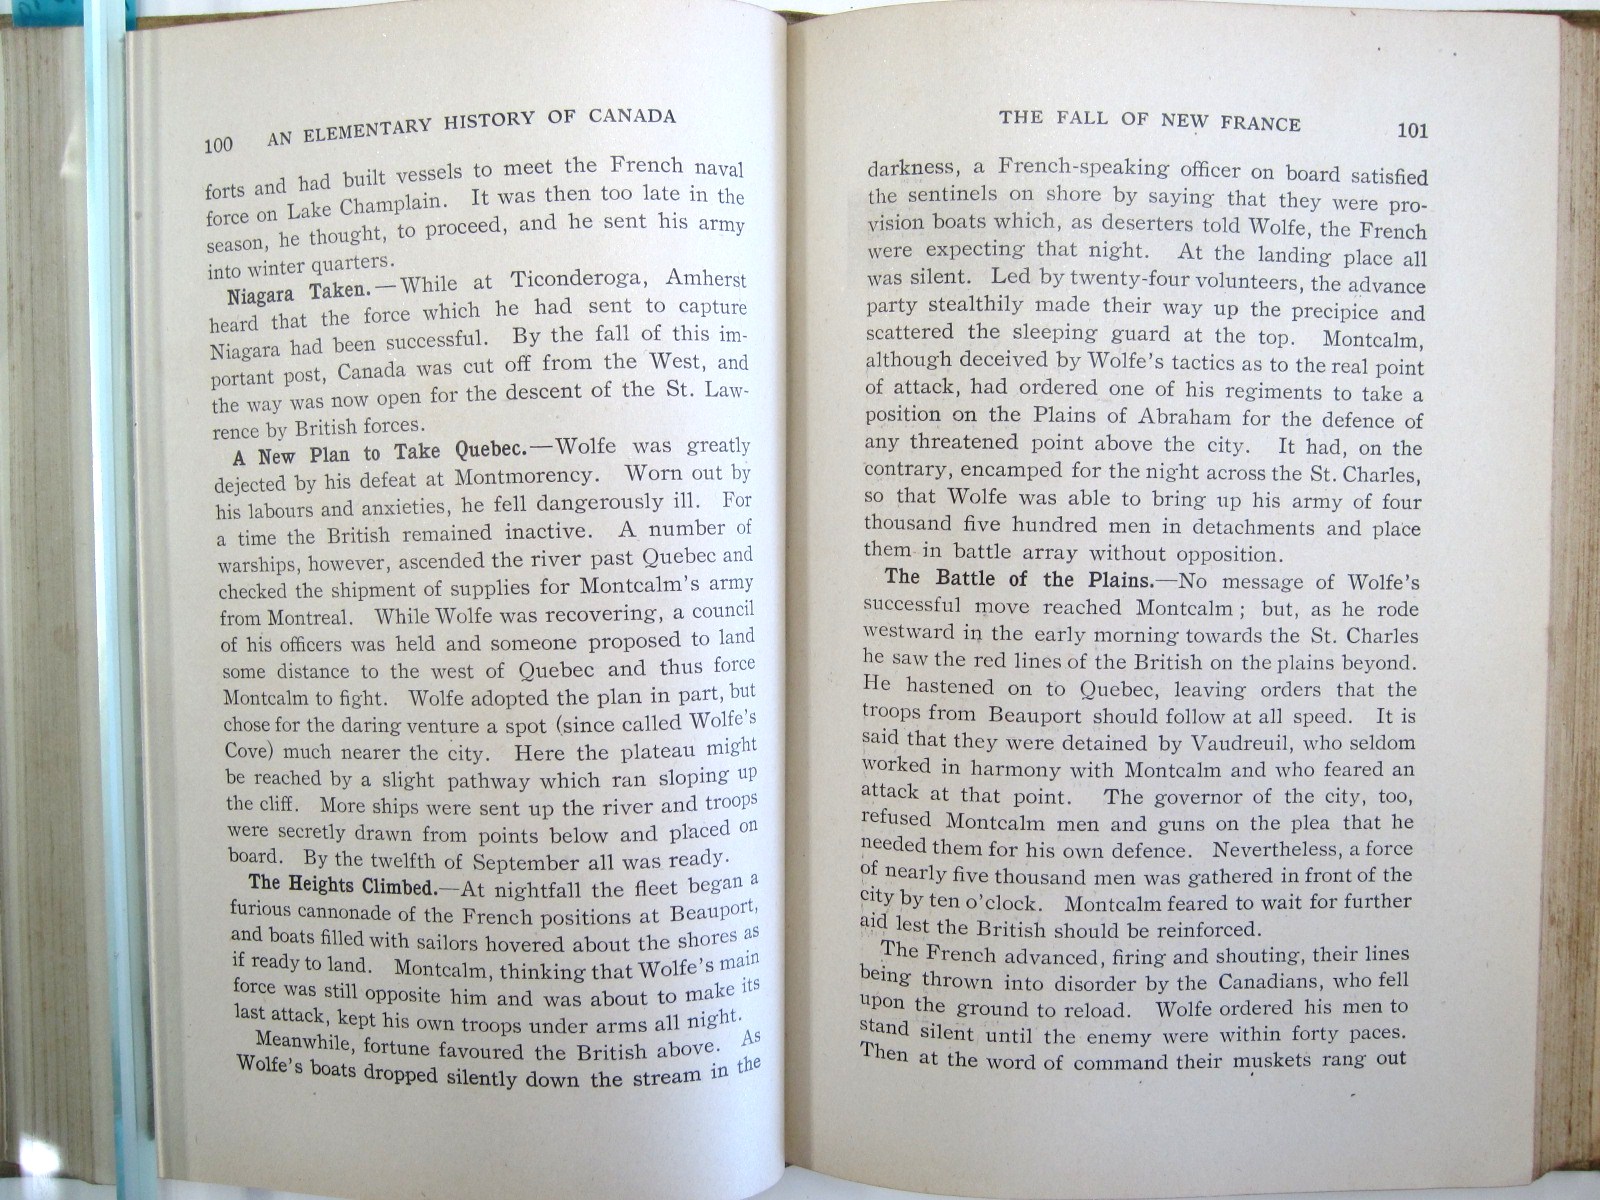 100 AN ELEMENTARY HISTORY OF CANADA
forts and had built vessels to meet the French naval
force on Lake Champlain. It was then too late in the
season, he thought, to proceed, and he sent his army
into winter quarters.
Niagara Taken.—While at Ticonderoga, Amherst
heard that the force which he had sent to capture
Niagara had been successful. By the fall of this im-
portant post, Canada was cut off from the West, and
the way was now open for the descent of the St. Law-
rence by British forces.
A New Plan to Take Quebec.—Wolfe was greatly
dejected by his defeat at Montmorency. Worn out by
his labours and anxieties, he fell dangerously ill. For
a time the British remained inactive. A number of
warships, however, ascended the river past Quebec and
checked the shipment of supplies for Montcalm's army
from Montreal. While Wolfe was recovering, a council
of his officers was held and someone proposed to land
some distance to the west of Quebec and thus force
Montcalm to fight. Wolfe adopted the plan in part, but
chose for the daring venture a spot (since called Wolfe's
Cove) much nearer the city. Here the plateau might
be reached by a slight pathway which ran sloping up
the cliff. More ships were sent up the river and troops
were secretly drawn from points below and placed on
board. By the twelfth of September all was ready.
The Heights Climbed.—At nightfall the fleet began a
furious cannonade of the French positions at Beauport,
and boats filled with sailors hovered about the shores as
if ready to land. Montcalm, thinking that Wolfe's main
force was still opposite him and was about to make its
last attack, kept his own troops under arms all night.
Meanwhile, fortune favoured the British above. As
Wolfe's boats dropped silently down the stream in the
THE FALL OF NEW FRANCE 101
darkness, a French-speaking officer on board satisfied
the sentinels on shore by saying that they were pro-
vision boats which, as deserters told Wolfe, the French
were expecting that night. At the landing place all
was silent. Led by twenty-four volunteers, the advance
party stealthily made their way up the precipice and
scattered the sleeping guard at the top. Montcalm,
although deceived by Wolfe's tactics as to the real point
of attack, had ordered one of his regiments to take a
position on the Plains of Abraham for the defence of
any threatened point above the city. It had, on the
contrary, encamped for the night across the St. Charles,
so that Wolfe was able to bring up his army of four
thousand five hundred men in detachments and place
them in battle array without opposition.
The Battle of the Plains.—No message of Wolfe's
successful move reached Montcalm; but, as he rode
westward in the early morning towards the St. Charles
he saw the red lines of the British on the plains beyond.
He hastened on to Quebec, leaving orders that the
troops from Beauport should follow at all speed. It is
said that they were detained by Vaudreuil, who seldom
worked in harmony with Montcalm and who feared an
attack at that point. The governor of the city, too,
refused Montcalm men and guns on the plea that he
needed them for his own defence. Nevertheless, a force
of nearly five thousand men was gathered in front of the
city by ten o'clock. Montcalm feared to wait for further
aid lest the British should be reinforced.
The French advanced, firing and shouting, their lines
being thrown into disorder by the Canadians, who fell
upon the ground to reload. Wolfe ordered his men to
stand silent until the enemy were within forty paces.
Then at the word of command their muskets rang out